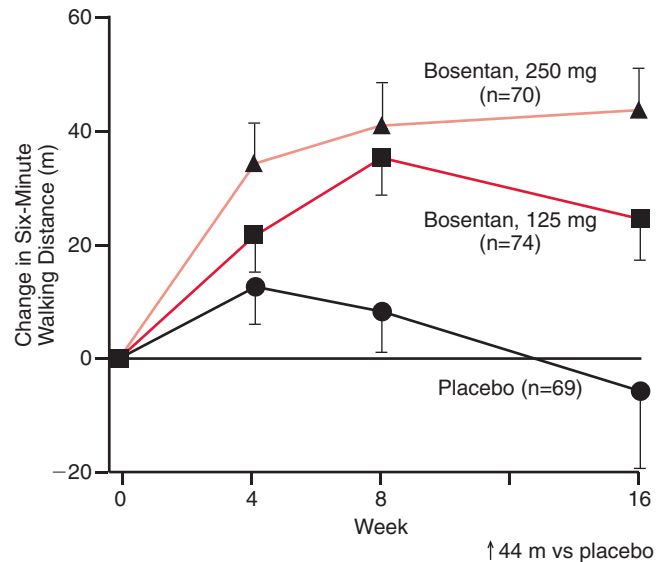 60
40
20
0
−20
Change in Six-Minute
Walking Distance (m)
Bosentan, 250 mg
(n=70)
Bosentan, 125 mg
(n=74)
Placebo (n=69)
0 4 8 16
Week
↑44 m vs placebo